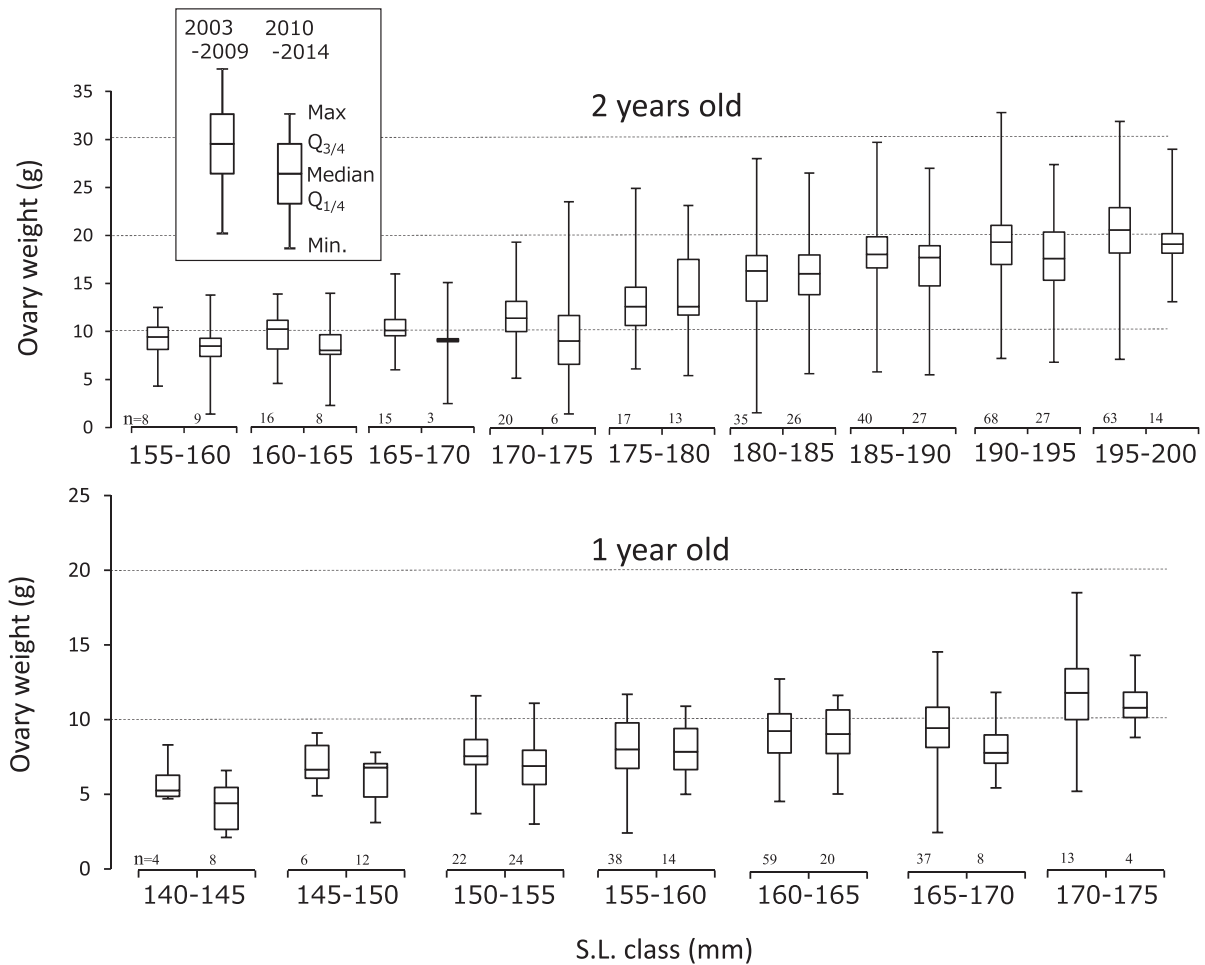 2003 2010
-2009 -2014
Max
Q3/4
Median
Q1/4
Min.
2 years old
Ovary weight (g)
35
30
25
20
15
10
5
0
n=8 9 16 8 15 3 20 6 17 13 35 26 40 27 68 27 63 14
155-160 160-165 165-170 170-175 175-180 180-185 185-190 190-195 195-200
1 year old
Ovary weight (g)
25
20
15
10
5
0
n=4 8 6 12 22 24 38 14 59 20 37 8 13 4
140-145 145-150 150-155 155-160 160-165 165-170 170-175
S.L. class (mm)